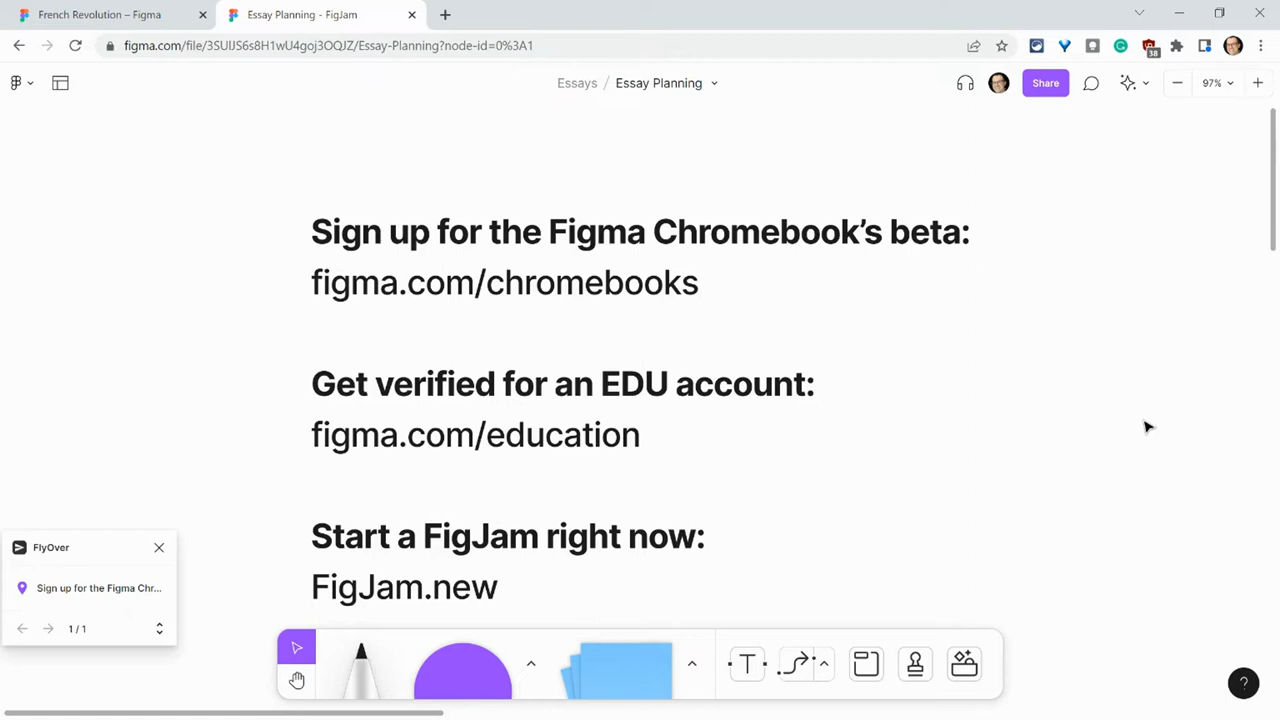 French Revolution – Figma
Essay Planning - FigJam
figma.com/file/3SUIJS6s8H1wU4goj3OQJZ/Essay-Planning?node-id=0%3A1
38
Essays / Essay Planning
Share
97%
Sign up for the Figma Chromebook’s beta:
figma.com/chromebooks
Get verified for an EDU account:
figma.com/education
Start a FigJam right now:
FigJam.new
FlyOver
Sign up for the Figma Chr...
1 / 1
T
?